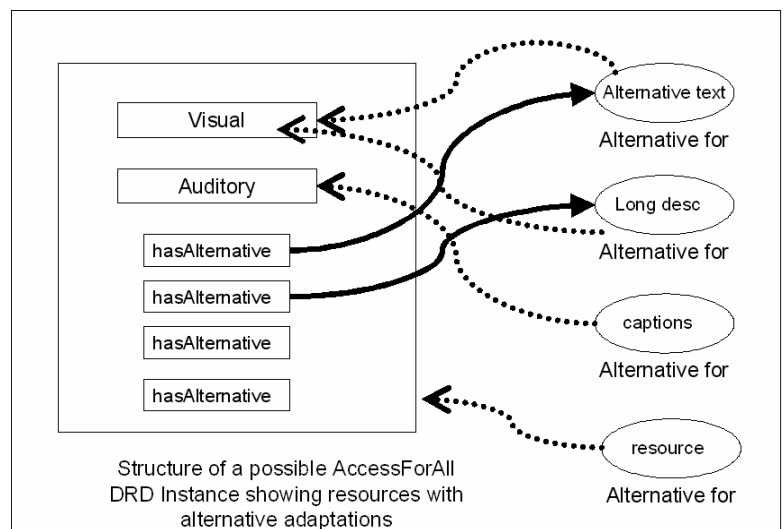 Visual
Auditory
hasAlternative
hasAlternative
hasAlternative
hasAlternative
Alternative text
Alternative for
Long desc
Alternative for
captions
Alternative for
resource
Alternative for
Structure of a possible AccessForAll
DRD Instance showing resources with
alternative adaptations